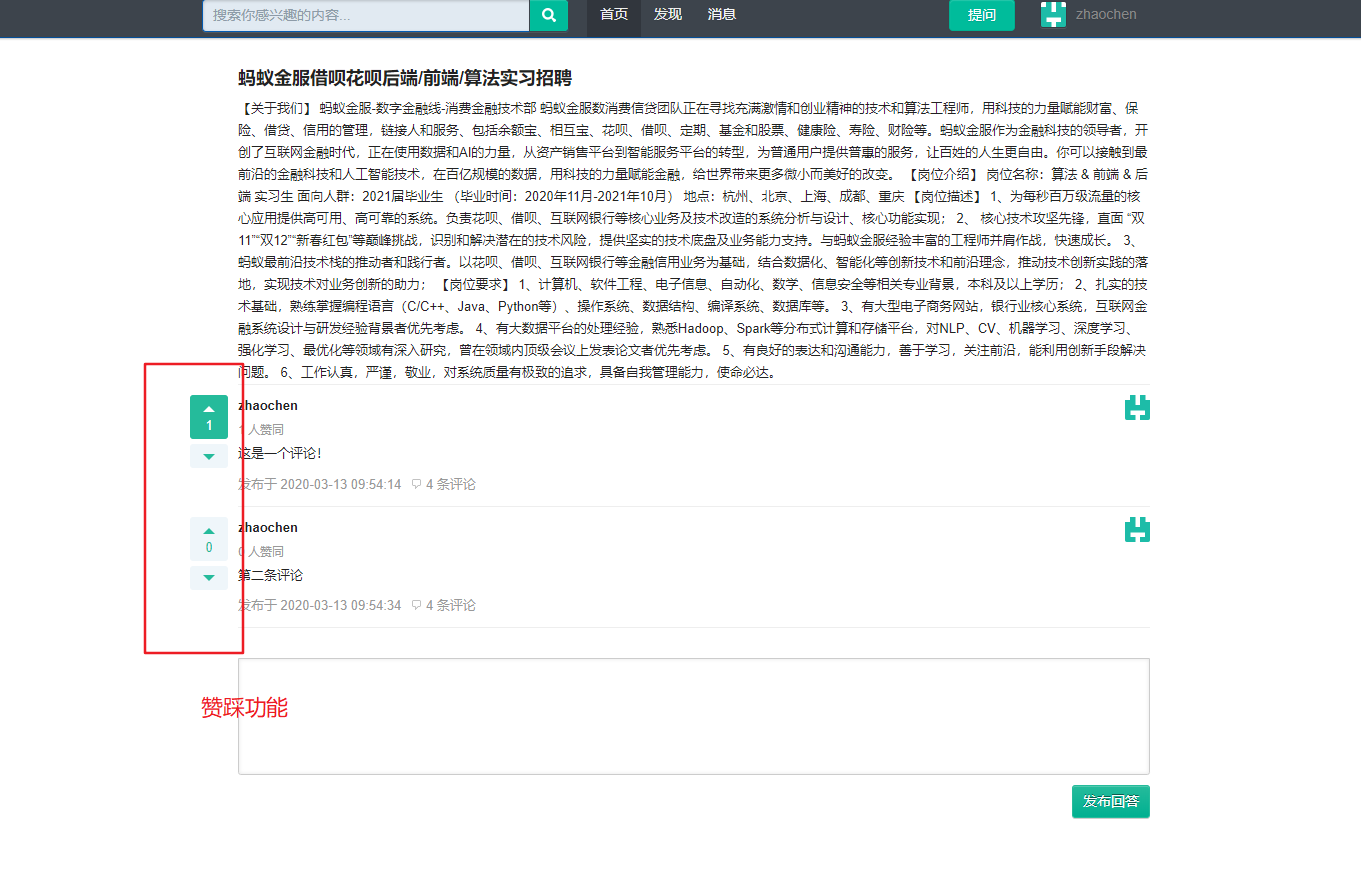 搜索你感兴趣的内容...
首页 发现 消息
提问
zhaochen
蚂蚁金服借呗花呗后端/前端/算法实习招聘
【关于我们】 蚂蚁金服-数字金融线-消费金融技术部 蚂蚁金服数消费信贷团队正在寻找充满激情和创业精神的技术和算法工程师，用科技的力量赋能财富、保
险、借贷、信用的管理，链接人和服务、包括余额宝、相互宝、花呗、借呗、定期、基金和股票、健康险、寿险、财险等。蚂蚁金服作为金融科技的领导者，开
创了互联网金融时代，正在使用数据和AI的力量，从资产销售平台到智能服务平台的转型，为普通用户提供普惠的服务，让百姓的人生更自由。你可以接触到最
前沿的金融科技和人工智能技术，在百亿规模的数据，用科技的力量赋能金融，给世界带来更多微小而美好的改变。 【岗位介绍】 岗位名称：算法 & 前端 & 后
端 实习生 面向人群：2021届毕业生 （毕业时间：2020年11月-2021年10月） 地点：杭州、北京、上海、成都、重庆 【岗位描述】 1、为每秒百万级流量的核
心应用提供高可用、高可靠的系统。负责花呗、借呗、互联网银行等核心业务及技术改造的系统分析与设计、核心功能实现； 2、 核心技术攻坚先锋，直面 “双
11”“双12”“新春红包”等巅峰挑战，识别和解决潜在的技术风险，提供坚实的技术底盘及业务能力支持。与蚂蚁金服经验丰富的工程师并肩作战，快速成长。 3、
蚂蚁最前沿技术栈的推动者和践行者。以花呗、借呗、互联网银行等金融信用业务为基础，结合数据化、智能化等创新技术和前沿理念，推动技术创新实践的落
地，实现技术对业务创新的助力； 【岗位要求】 1、计算机、软件工程、电子信息、自动化、数学、信息安全等相关专业背景，本科及以上学历； 2、扎实的技
术基础，熟练掌握编程语言（C/C++、Java、Python等）、操作系统、数据结构、编译系统、数据库等。 3、有大型电子商务网站，银行业核心系统，互联网金
融系统设计与研发经验背景者优先考虑。 4、有大数据平台的处理经验，熟悉Hadoop、Spark等分布式计算和存储平台，对NLP、CV、机器学习、深度学习、
强化学习、最优化等领域有深入研究，曾在领域内顶级会议上发表论文者优先考虑。 5、有良好的表达和沟通能力，善于学习，关注前沿，能利用创新手段解决
问题。 6、工作认真，严谨，敬业，对系统质量有极致的追求，具备自我管理能力，使命必达。
1
zhaochen
1 人赞同
这是一个评论！
发布于 2020-03-13 09:54:14 4 条评论
0
zhaochen
0 人赞同
第二条评论
发布于 2020-03-13 09:54:34 4 条评论
赞踩功能
发布回答